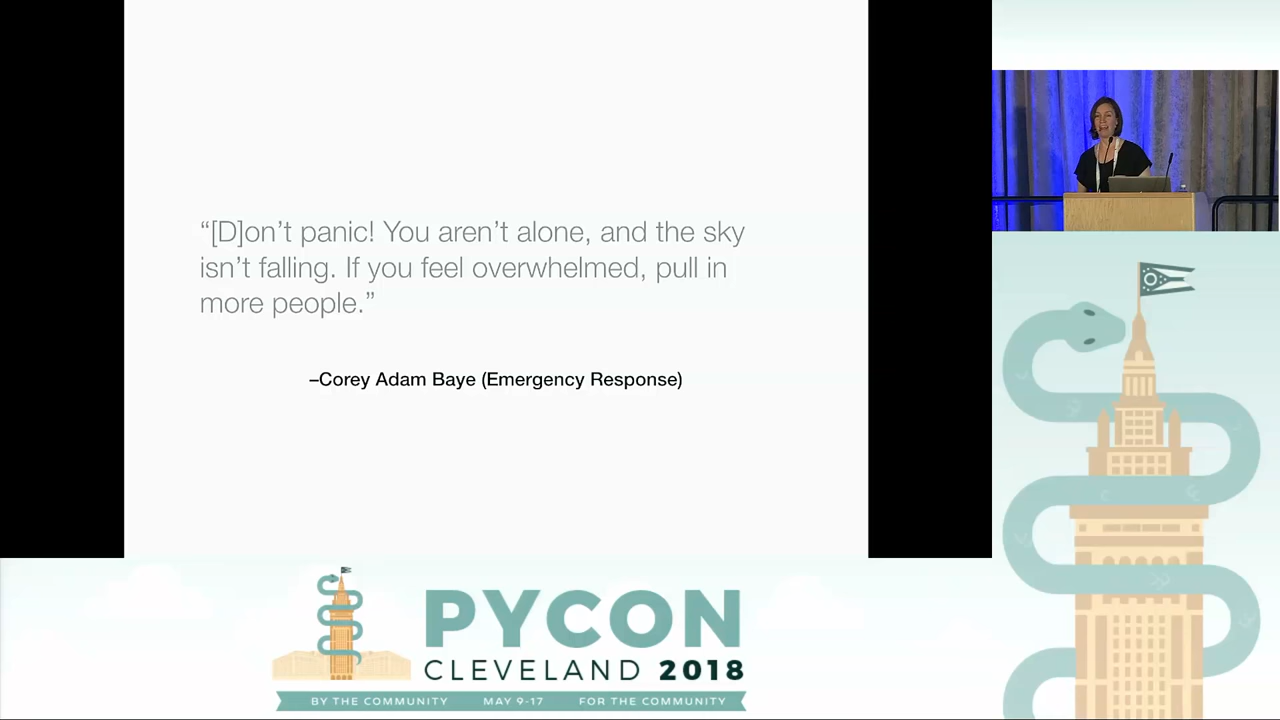 “[D]on’t panic! You aren’t alone, and the sky
isn’t falling. If you feel overwhelmed, pull in
more people.”
–Corey Adam Baye (Emergency Response)
PYCON
CLEVELAND 2018
BY THE COMMUNITY MAY 9-17 FOR THE COMMUNITY